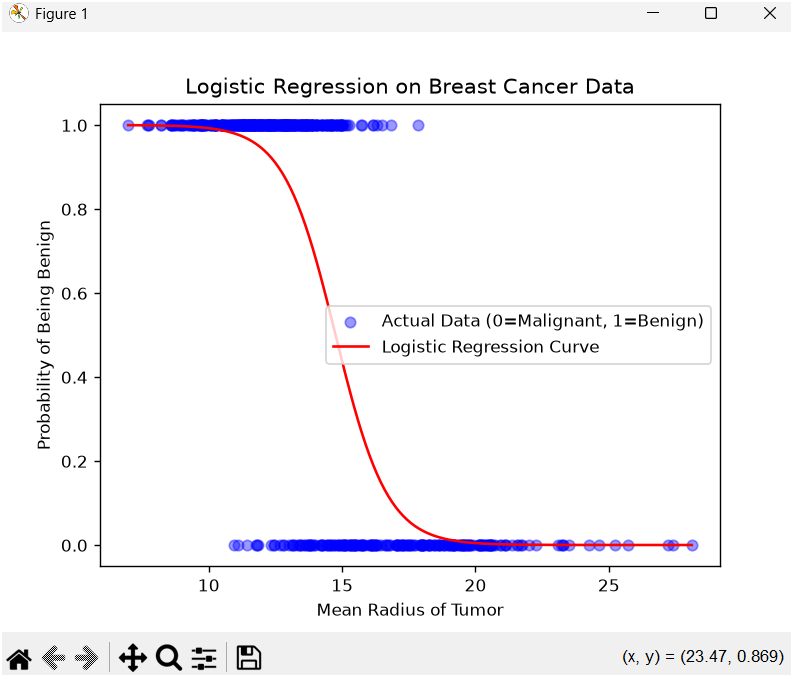 Figure 1
Logistic Regression on Breast Cancer Data
1.0
0.8
0.6
0.4
0.2
0.0
Probability of Being Benign
Actual Data (0=Malignant, 1=Benign)
Logistic Regression Curve
10 15 20 25
Mean Radius of Tumor
(x, y) = (23.47, 0.869)